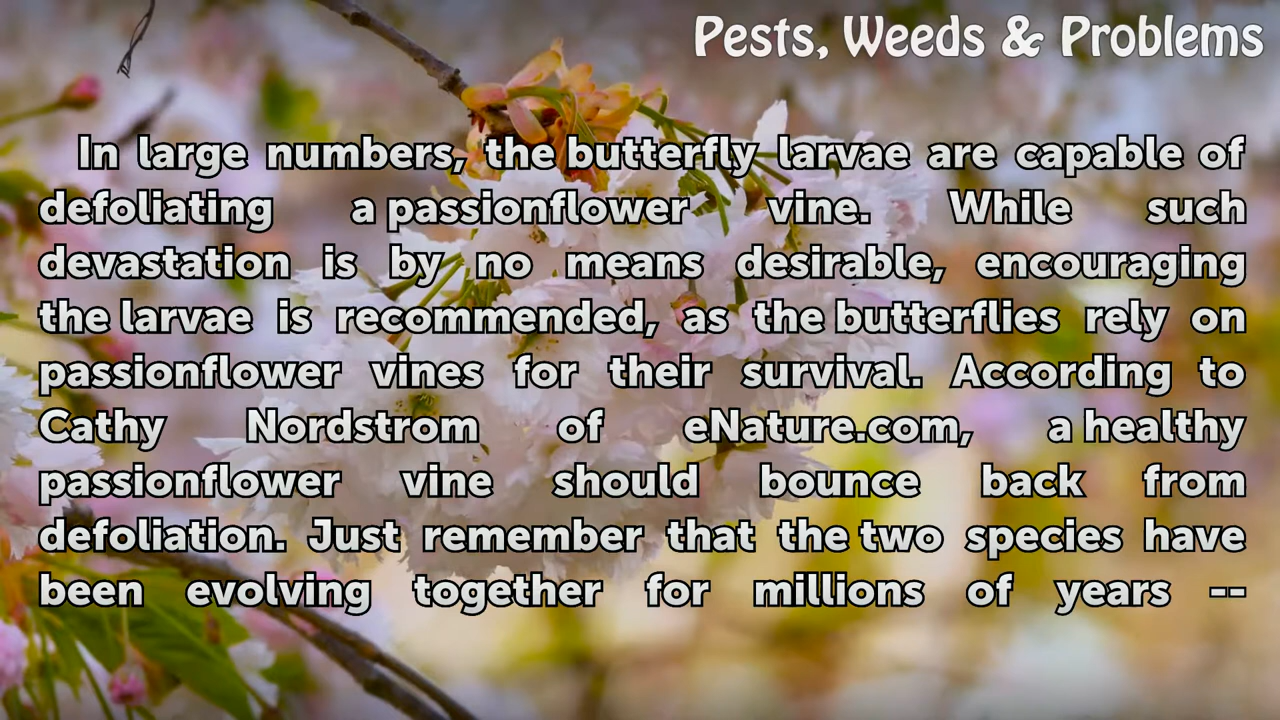 Pests, Weeds & Problems
In large numbers, the butterfly larvae are capable of
defoliating a passionflower vine. While such
devastation is by no means desirable, encouraging
the larvae is recommended, as the butterflies rely on
passionflower vines for their survival. According to
Cathy Nordstrom of eNature.com, a healthy
passionflower vine should bounce back from
defoliation. Just remember that the two species have
been evolving together for millions of years --